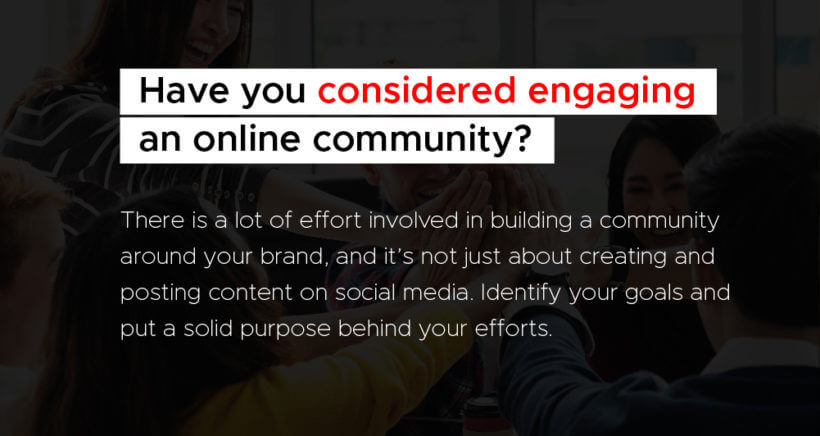 Have you considered engaging
an online community?
There is a lot of effort involved in building a community
around your brand, and it’s not just about creating and
posting content on social media. Identify your goals and
put a solid purpose behind your efforts.